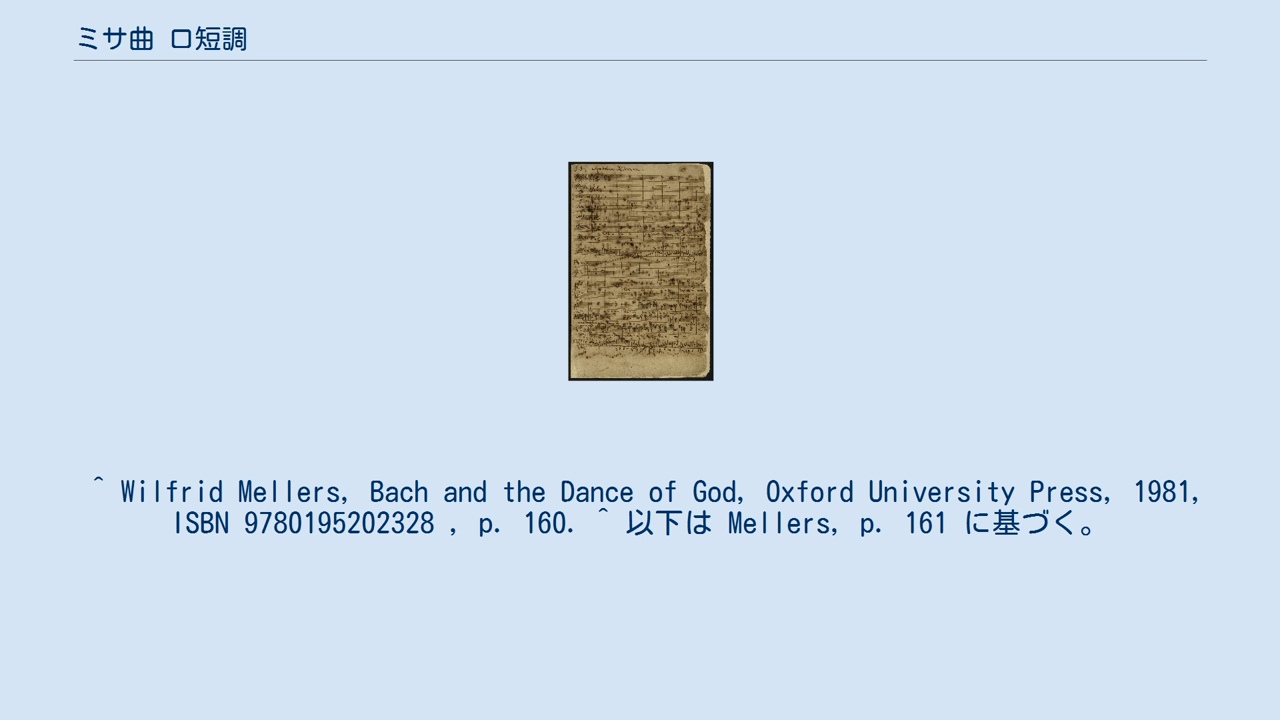 ミサ曲 ロ短調
^ Wilfrid Mellers, Bach and the Dance of God, Oxford University Press, 1981,
ISBN 9780195202328 , p. 160. ^ 以下は Mellers, p. 161 に基づく。